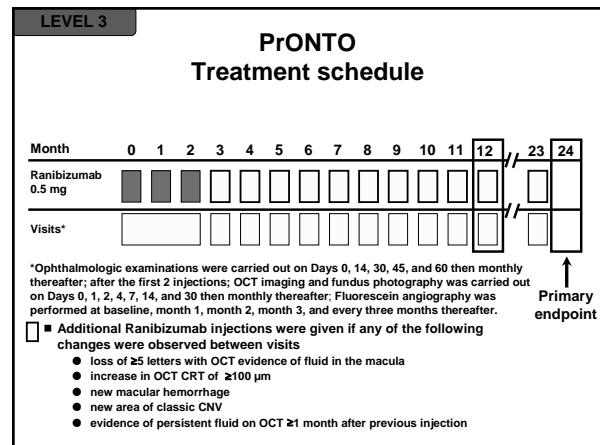 LEVEL 3
PrONTO
Treatment schedule
Month 0 1 2 3 4 5 6 7 8 9 10 11 12 23 24
Ranibizumab
0.5 mg
Visits*
*Ophthalmologic examinations were carried out on Days 0, 14, 30, 45, and 60 then monthly
thereafter; after the first 2 injections; OCT imaging and fundus photography was carried out
on Days 0, 1, 2, 4, 7, 14, and 30 then monthly thereafter; Fluorescein angiography was
performed at baseline, month 1, month 2, month 3, and every three months thereafter.
Primary
endpoint
■ Additional Ranibizumab injections were given if any of the following
changes were observed between visits
● loss of ≥5 letters with OCT evidence of fluid in the macula
● increase in OCT CRT of ≥100 µm
● new macular hemorrhage
● new area of classic CNV
● evidence of persistent fluid on OCT ≥1 month after previous injection